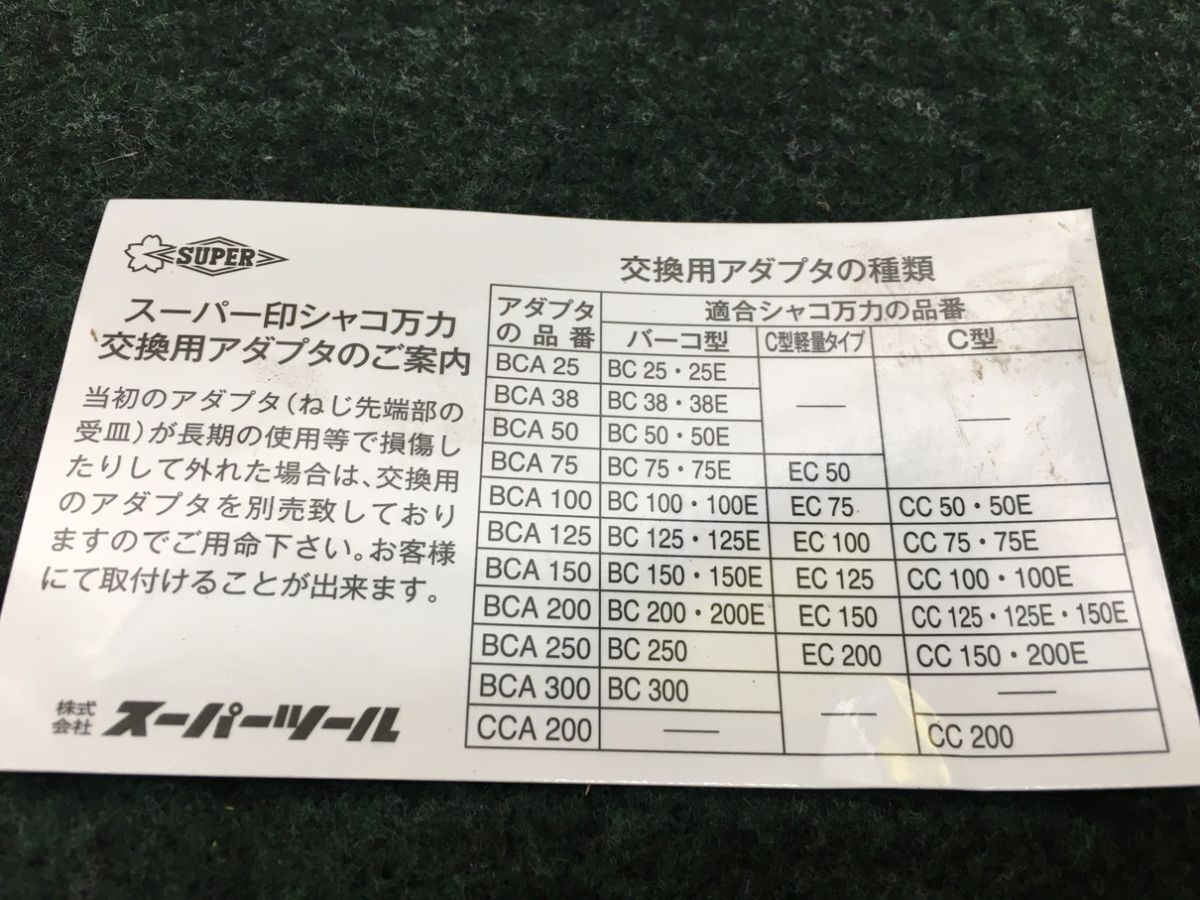 SUPER
スーパー印シャコ万力
交換用アダプタのご案内
当初のアダプタ(ねじ先端部の
受皿)が長期の使用等で損傷し
たりして外れた場合は、交換用
のアダプタを別売致しており
ますのでご用命下さい。お客様
にて取付けることが出来ます。
株式会社 スーパーツール
交換用アダプタの種類
アダプタの品番 適合シャコ万力の品番
バーコ型 C型軽量タイプ C型
BCA 25 BC 25・25E — —
BCA 38 BC 38・38E
BCA 50 BC 50・50E
BCA 75 BC 75・75E EC 50
BCA 100 BC 100・100E EC 75 CC 50・50E
BCA 125 BC 125・125E EC 100 CC 75・75E
BCA 150 BC 150・150E EC 125 CC 100・100E
BCA 200 BC 200・200E EC 150 CC 125・125E・150E
BCA 250 BC 250 EC 200 CC 150・200E
BCA 300 BC 300 — —
CCA 200 — CC 200